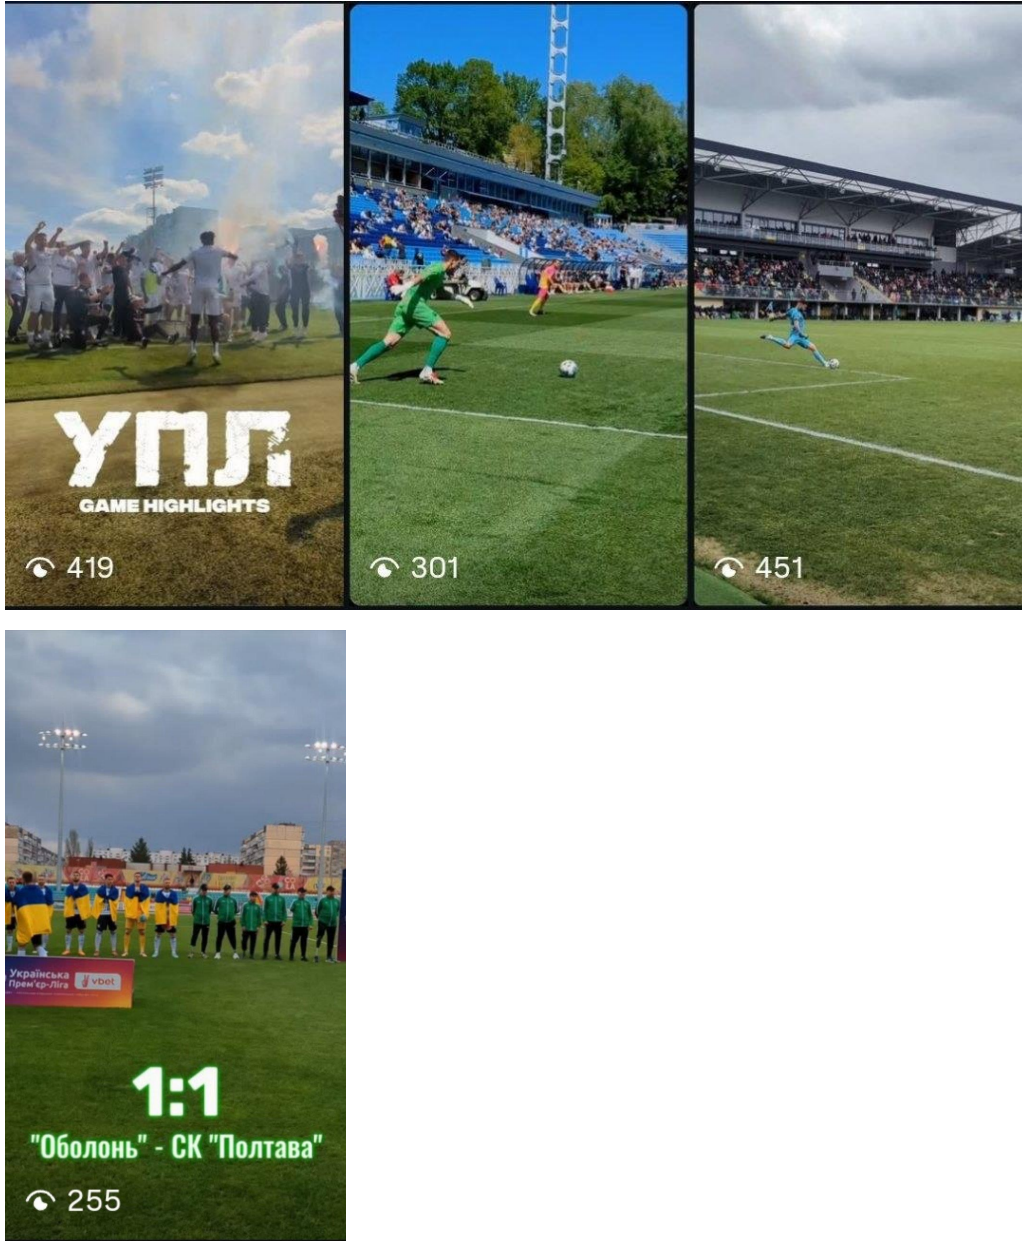 УПЛ
GAME HIGHLIGHTS
419
301
451
Українська
Прем'єр-Ліга
vbet
1:1
"Оболонь" - СК "Полтава"
255